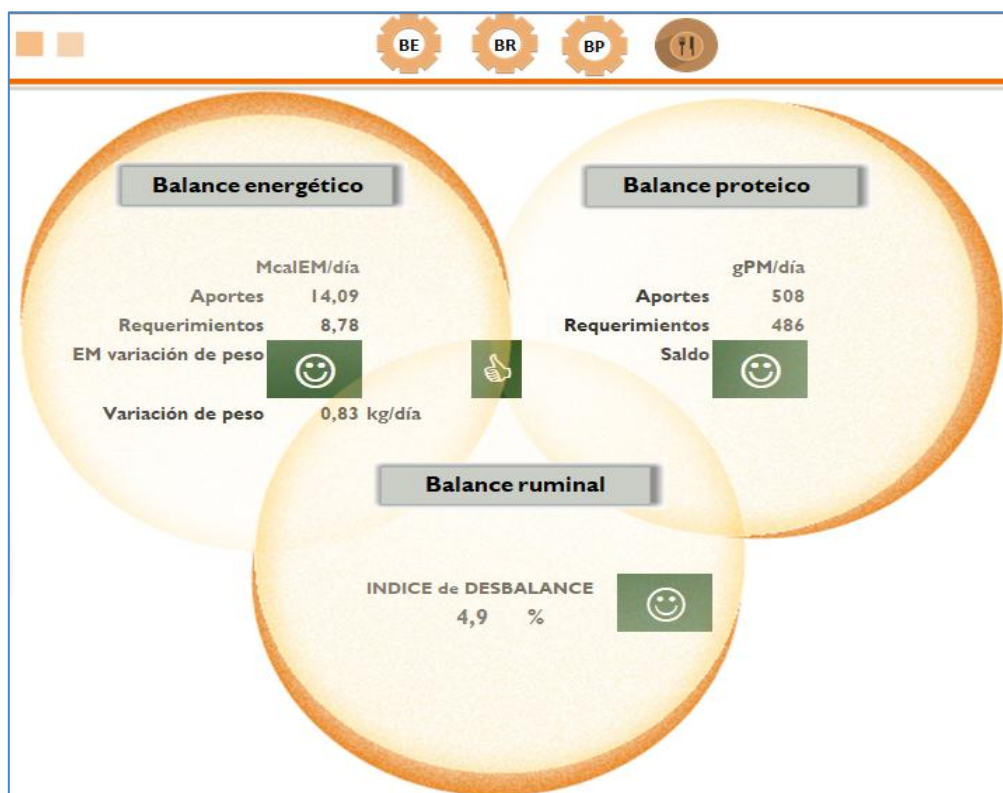 BE BR BP
Balance energético
McalEM/día
Aportes 14,09
Requerimientos 8,78
EM variación de peso
Variación de peso 0,83 kg/día
Balance proteico
gPM/día
Aportes 508
Requerimientos 486
Saldo
Balance ruminal
INDICE de DESBALANCE
4,9 %